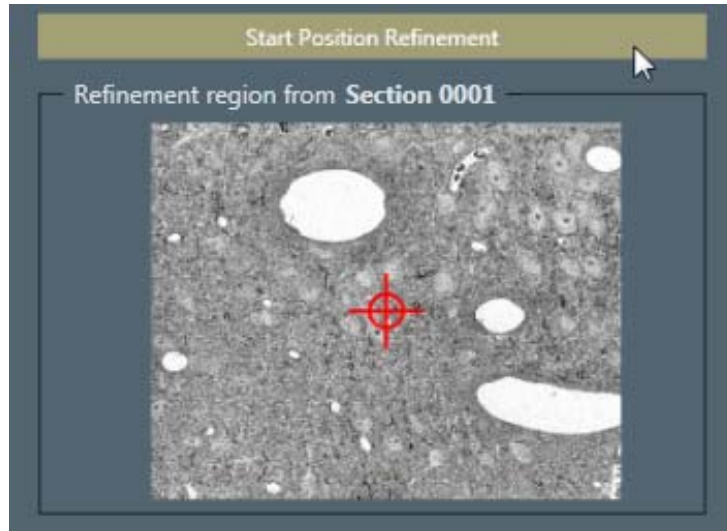 Start Position Refinement
Refinement region from Section 0001